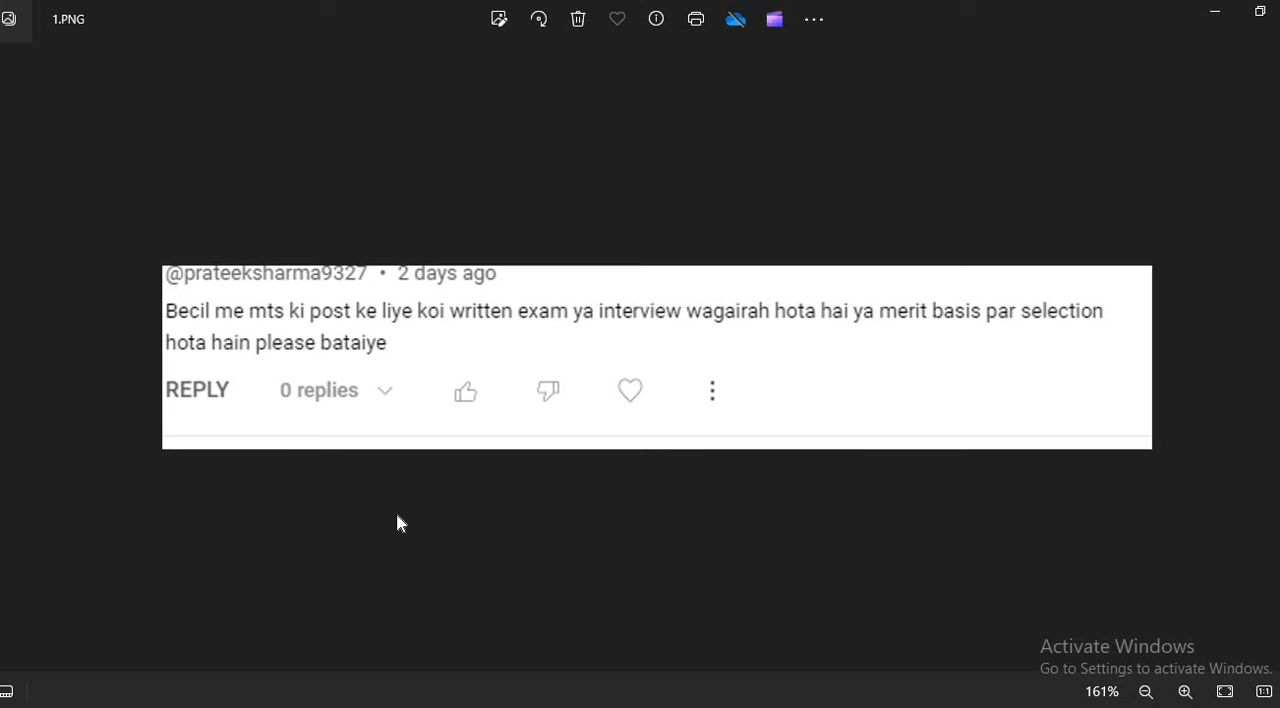 1.PNG
@prateeksharma9327 • 2 days ago
Becil me mts ki post ke liye koi written exam ya interview wagairah hota hai ya merit basis par selection
hota hain please bataiye
REPLY 0 replies
Activate Windows
Go to Settings to activate Windows.
161%
1:1